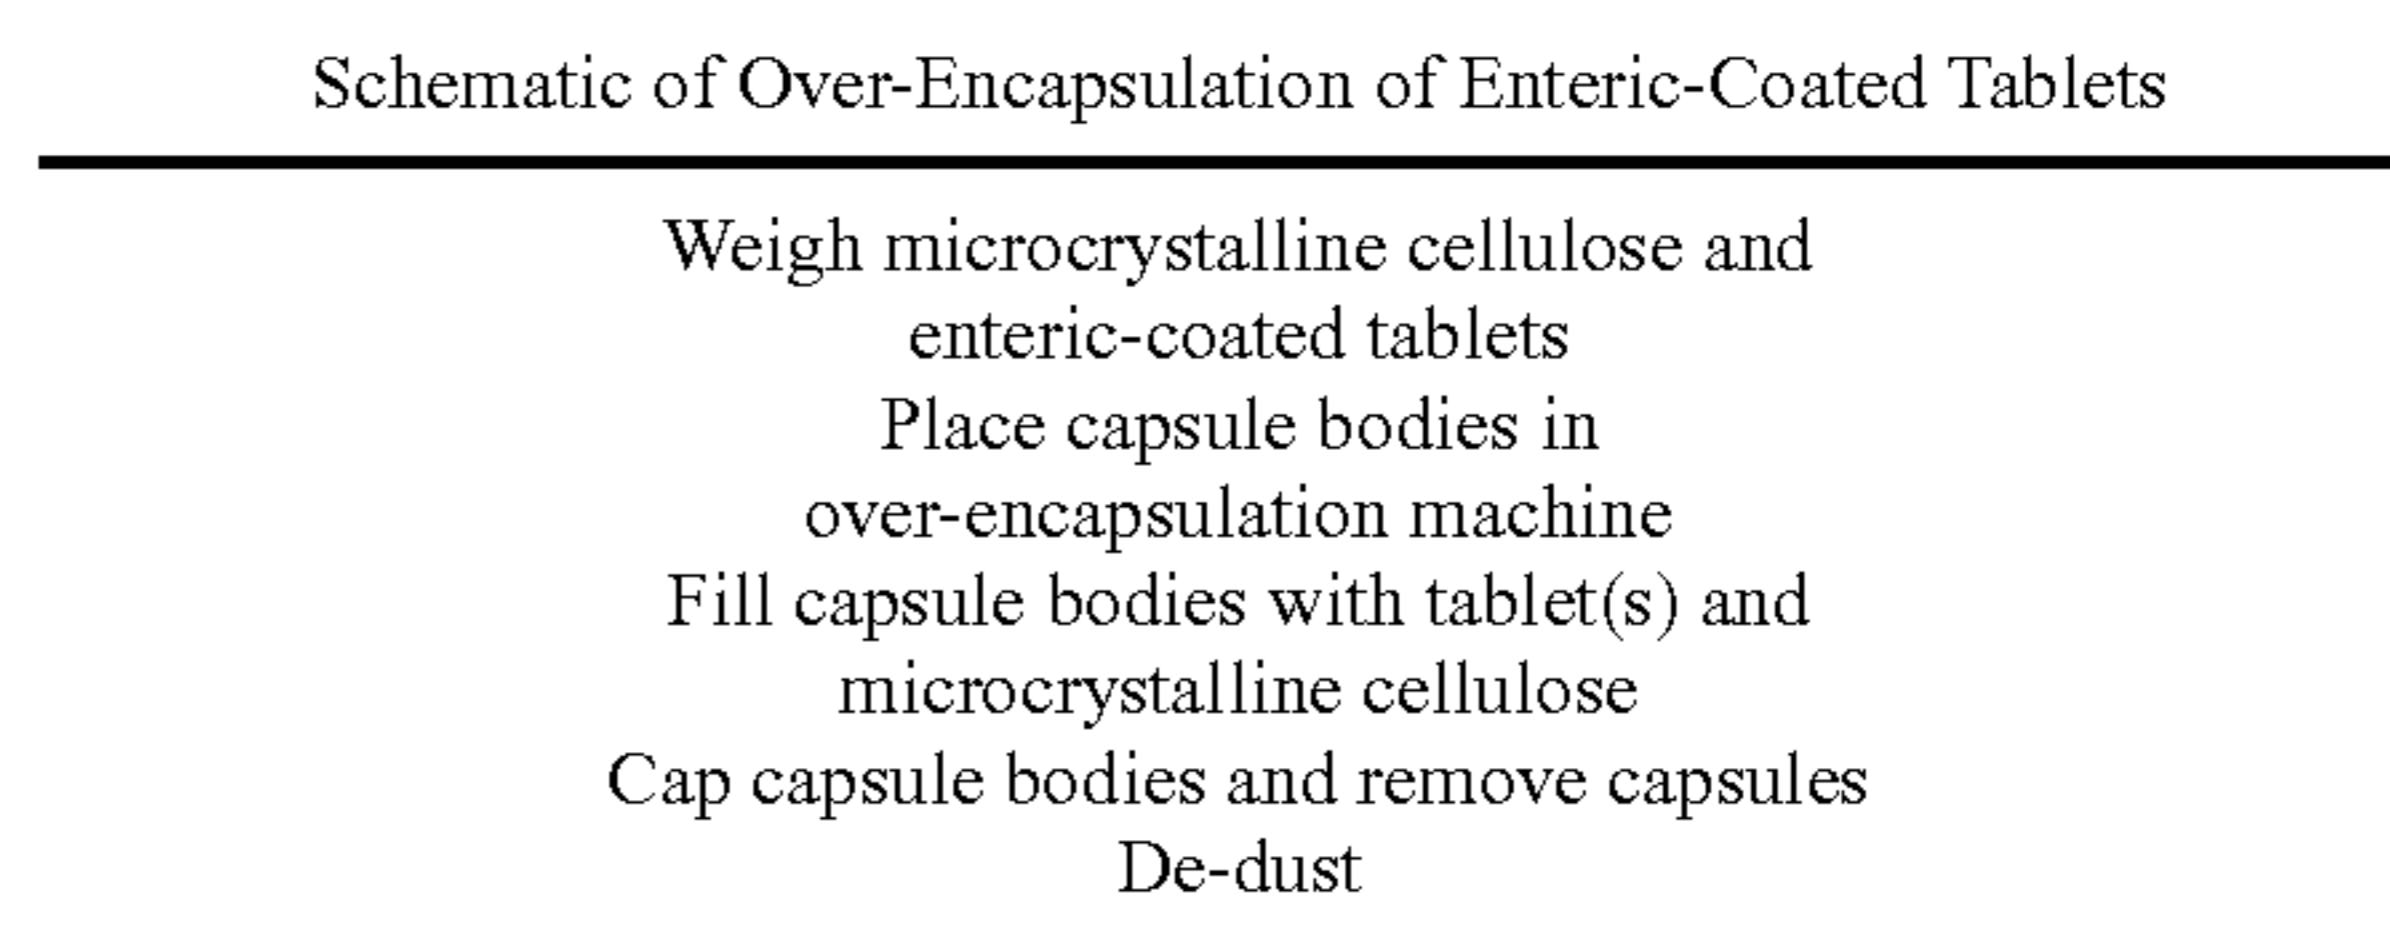 Schematic of Over-Encapsulation of Enteric-Coated Tablets
Weigh microcrystalline cellulose and
enteric-coated tablets
Place capsule bodies in
over-encapsulation machine
Fill capsule bodies with tablet(s) and
microcrystalline cellulose
Cap capsule bodies and remove capsules
De-dust